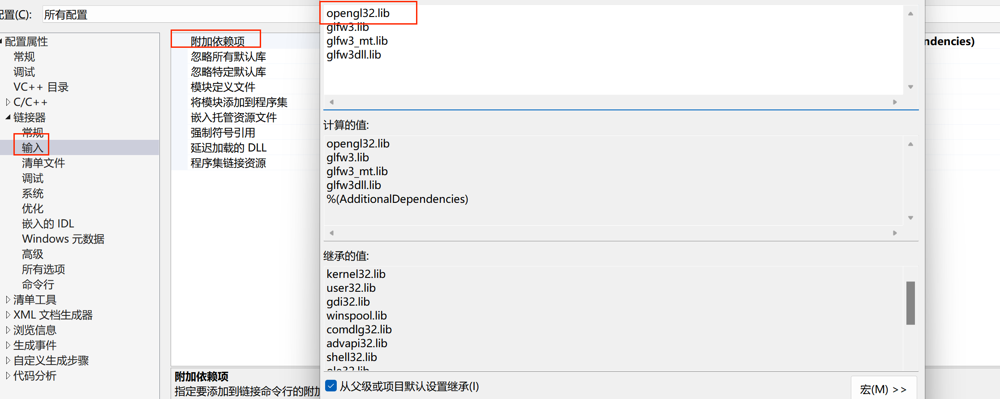 配置(C):
所有配置
配置属性
常规
调试
VC++ 目录
C/C++
链接器
常规
输入
清单文件
调试
系统
优化
嵌入的 IDL
Windows 元数据
高级
所有选项
命令行
清单工具
XML 文档生成器
浏览信息
生成事件
自定义生成步骤
代码分析
附加依赖项
忽略所有默认库
忽略特定默认库
模块定义文件
将模块添加到程序集
嵌入托管资源文件
强制符号引用
延迟加载的 DLL
程序集链接资源
附加依赖项
指定要添加到链接命令行的附加
opengl32.lib
glfw3.lib
glfw3_mt.lib
glfw3dll.lib
计算的值:
opengl32.lib
glfw3.lib
glfw3_mt.lib
glfw3dll.lib
%(AdditionalDependencies)
继承的值:
kernel32.lib
user32.lib
gdi32.lib
winspool.lib
comdlg32.lib
advapi32.lib
shell32.lib
ole32.lib
从父级或项目默认设置继承(I)
宏(M) >>
ndencies)